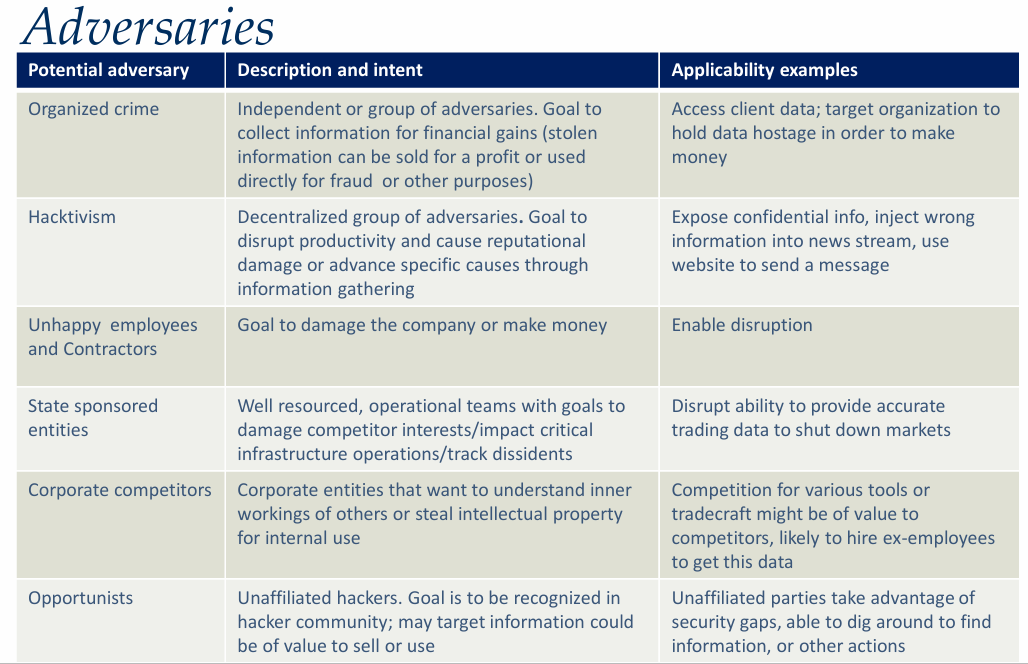 Adversaries
Potential adversary
Description and intent
Applicability examples
Organized crime
Independent or group of adversaries. Goal to
collect information for financial gains (stolen
information can be sold for a profit or used
directly for fraud  or other purposes)
Access client data; target organization to
hold data hostage in order to make
money
Hacktivism
Decentralized group of adversaries. Goal to
disrupt productivity and cause reputational
damage or advance specific causes through
information gathering
Expose confidential info, inject wrong
information into news stream, use
website to send a message
Unhappy  employees
and Contractors
Goal to damage the company or make money
Enable disruption
State sponsored
entities
Well resourced, operational teams with goals to
damage competitor interests/impact critical
infrastructure operations/track dissidents
Disrupt ability to provide accurate
trading data to shut down markets
Corporate competitors
Corporate entities that want to understand inner
workings of others or steal intellectual property
for internal use
Competition for various tools or
tradecraft might be of value to
competitors, likely to hire ex-employees
to get this data
Opportunists
Unaffiliated hackers. Goal is to be recognized in
hacker community; may target information could
be of value to sell or use
Unaffiliated parties take advantage of
security gaps, able to dig around to find
information, or other actions